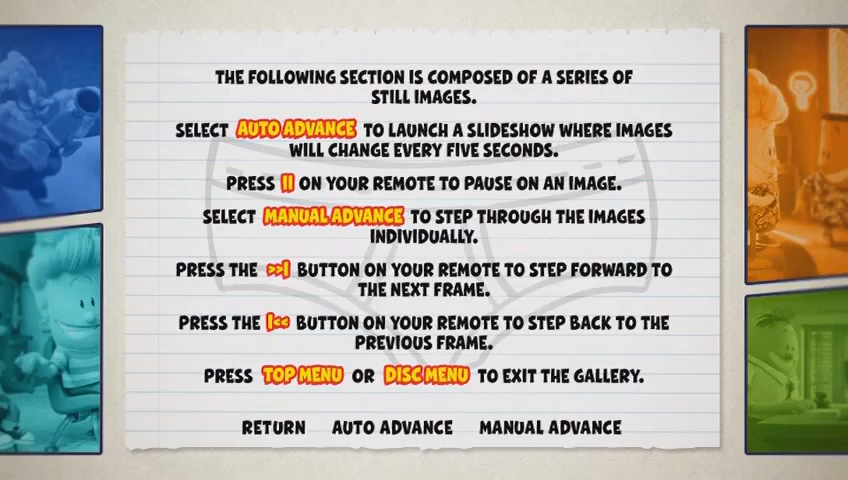 THE FOLLOWING SECTION IS COMPOSED OF A SERIES OF
STILL IMAGES.
SELECT AUTO ADVANCE TO LAUNCH A SLIDESHOW WHERE IMAGES
WILL CHANGE EVERY FIVE SECONDS.
PRESS II ON YOUR REMOTE TO PAUSE ON AN IMAGE.
SELECT MANUAL ADVANCE TO STEP THROUGH THE IMAGES
INDIVIDUALLY.
PRESS THE >>| BUTTON ON YOUR REMOTE TO STEP FORWARD TO
THE NEXT FRAME.
PRESS THE |<< BUTTON ON YOUR REMOTE TO STEP BACK TO THE
PREVIOUS FRAME.
PRESS TOP MENU OR DISC MENU TO EXIT THE GALLERY.
RETURN AUTO ADVANCE MANUAL ADVANCE